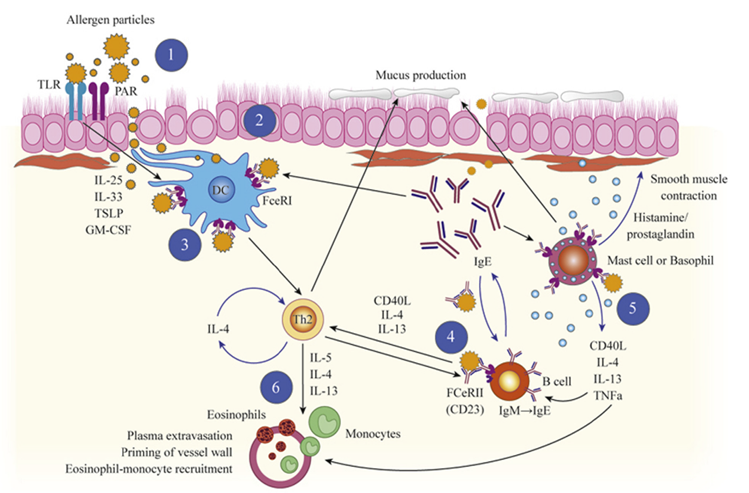 Allergen particles
1
TLR
PAR
Mucus production
2
IL-25
IL-33
TSLP
GM-CSF
DC
FceRI
3
IgE
Smooth muscle
contraction
Histamine/
prostaglandin
Mast cell or Basophil
Th2
IL-4
CD40L
IL-4
IL-13
4
5
FCeRII
(CD23)
B cell
IgM→IgE
CD40L
IL-4
IL-13
TNFa
6
IL-5
IL-4
IL-13
Eosinophils
Monocytes
Plasma extravasation
Priming of vessel wall
Eosinophil-monocyte recruitment